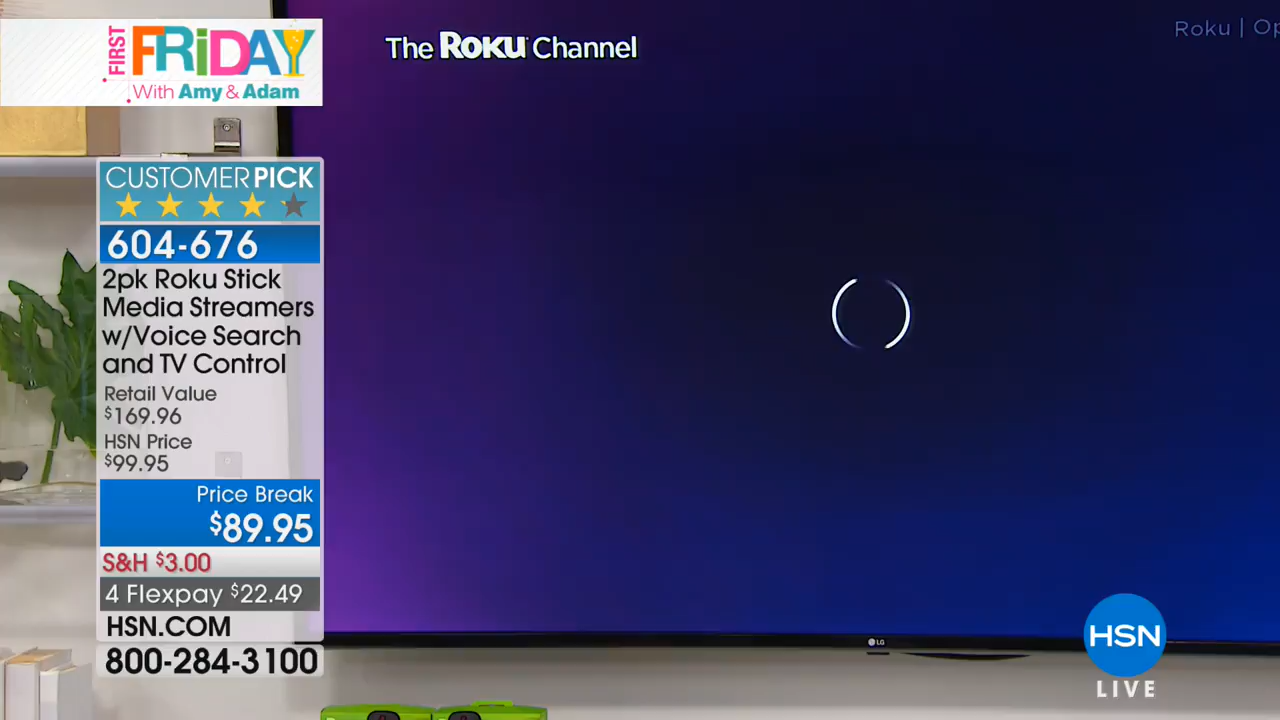 FIRST
FRiDAY
With Amy & Adam
The Roku Channel
Roku | Op
CUSTOMER PICK
604-676
2pk Roku Stick
Media Streamers
w/Voice Search
and TV Control
Retail Value
$169.96
HSN Price
$99.95
Price Break
$89.95
S&H $3.00
4 Flexpay $22.49
HSN.COM
800-284-3100
LG
HSN
LIVE